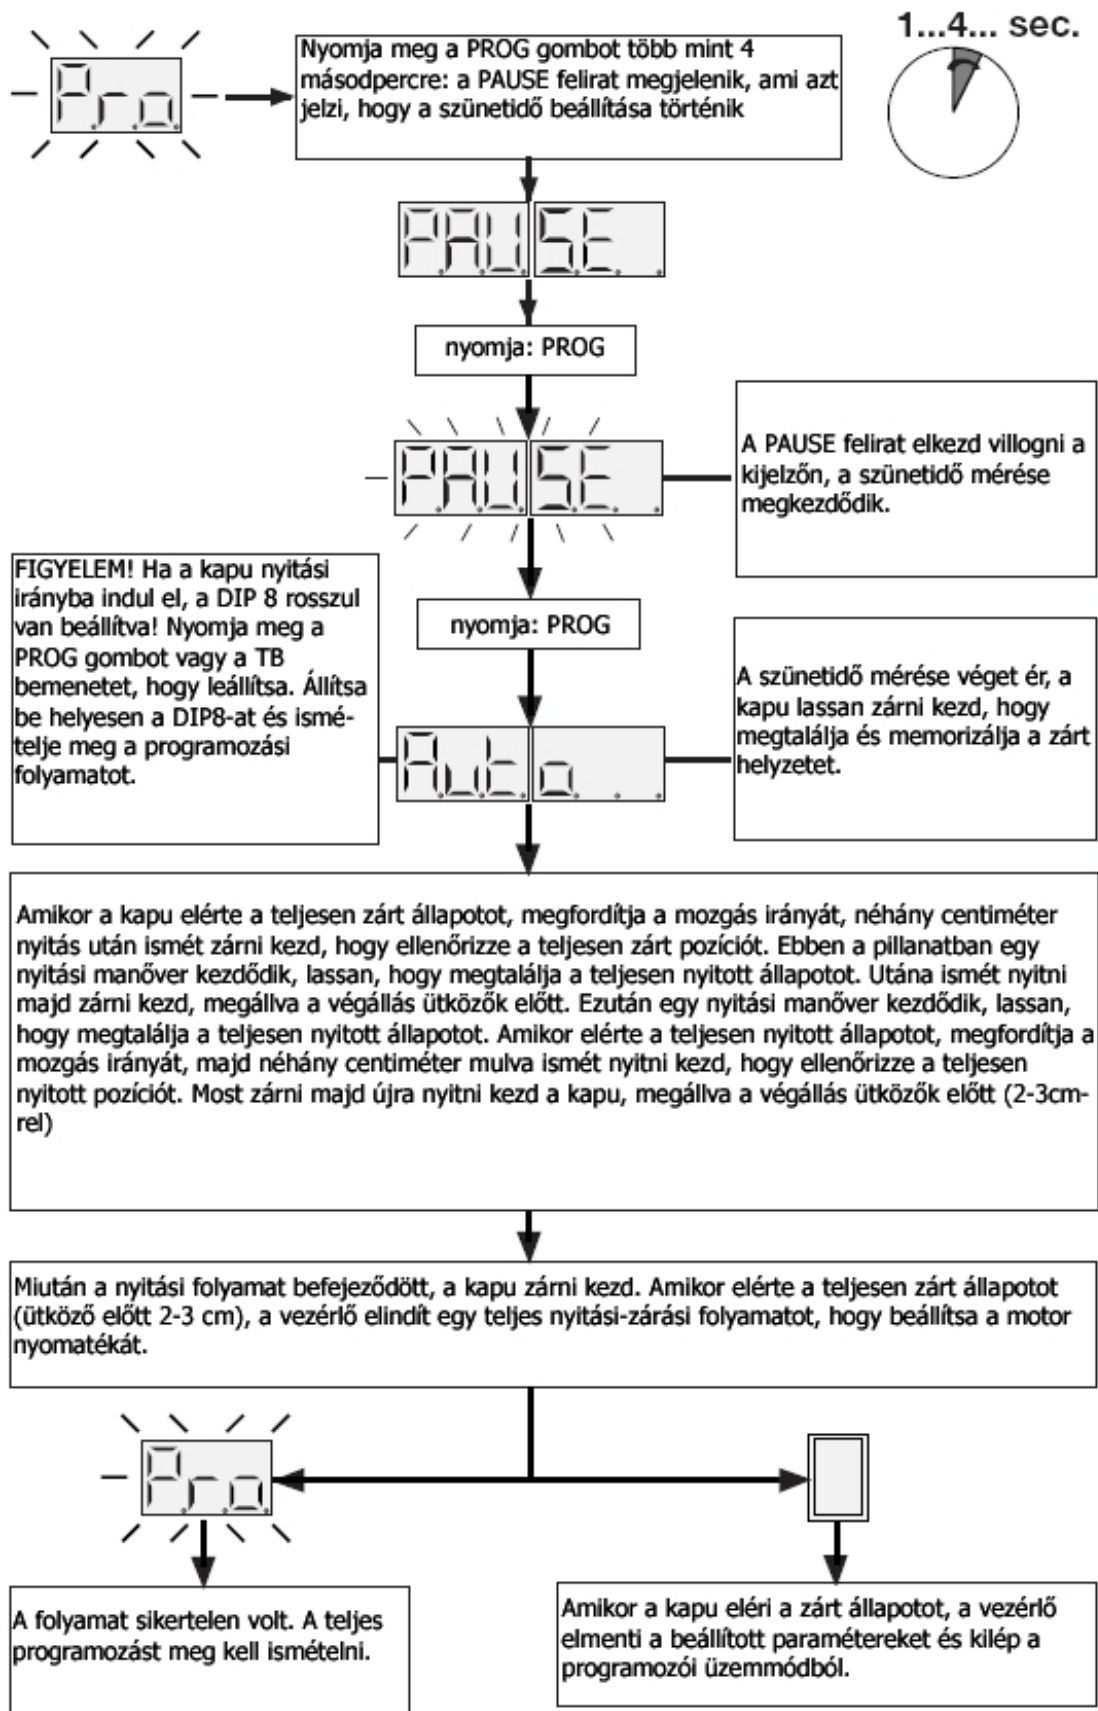 1...4... sec.
P.r.o.
Nyomja meg a PROG gombot több mint 4
másodpercre: a PAUSE felirat megjelenik, ami azt
jelzi, hogy a szünetidő beállítása történik
P.A.U.S.E. .
nyomja: PROG
P.A.U.S.E. .
A PAUSE felirat elkezd villogni a
kijelzőn, a szünetidő mérése
megkezdődik.
FIGYELEM! Ha a kapu nyitási
irányba indul el, a DIP 8 rosszul
van beállítva! Nyomja meg a
PROG gombot vagy a TB
bemenetet, hogy leállítsa. Állítsa
be helyesen a DIP8-at és ismé-
telje meg a programozási
folyamatot.
nyomja: PROG
A szünetidő mérése véget ér, a
kapu lassan zárni kezd, hogy
megtalálja és memorizálja a zárt
helyzetet.
A.u.t.o. . .
Amikor a kapu elérte a teljesen zárt állapotot, megfordítja a mozgás irányát, néhány centiméter
nyitás után ismét zárni kezd, hogy ellenőrizze a teljesen zárt pozíciót. Ebben a pillanatban egy
nyitási manőver kezdődik, lassan, hogy megtalálja a teljesen nyitott állapotot. Utána ismét nyitni
majd zárni kezd, megállva a végállás ütközők előtt. Ezután egy nyitási manőver kezdődik, lassan,
hogy megtalálja a teljesen nyitott állapotot. Amikor elérte a teljesen nyitott állapotot, megfordítja a
mozgás irányát, majd néhány centiméter mulva ismét nyitni kezd, hogy ellenőrizze a teljesen
nyitott pozíciót. Most zárni majd újra nyitni kezd a kapu, megállva a végállás ütközők előtt (2-3cm-
rel)
Miután a nyitási folyamat befejeződött, a kapu zárni kezd. Amikor elérte a teljesen zárt állapotot
(ütköző előtt 2-3 cm), a vezérlő elindít egy teljes nyitási-zárási folyamatot, hogy beállítsa a motor
nyomatékát.
P.r.o.
A folyamat sikertelen volt. A teljes
programozást meg kell ismételni.
Amikor a kapu eléri a zárt állapotot, a vezérlő
elmenti a beállított paramétereket és kilép a
programozói üzemmódból.